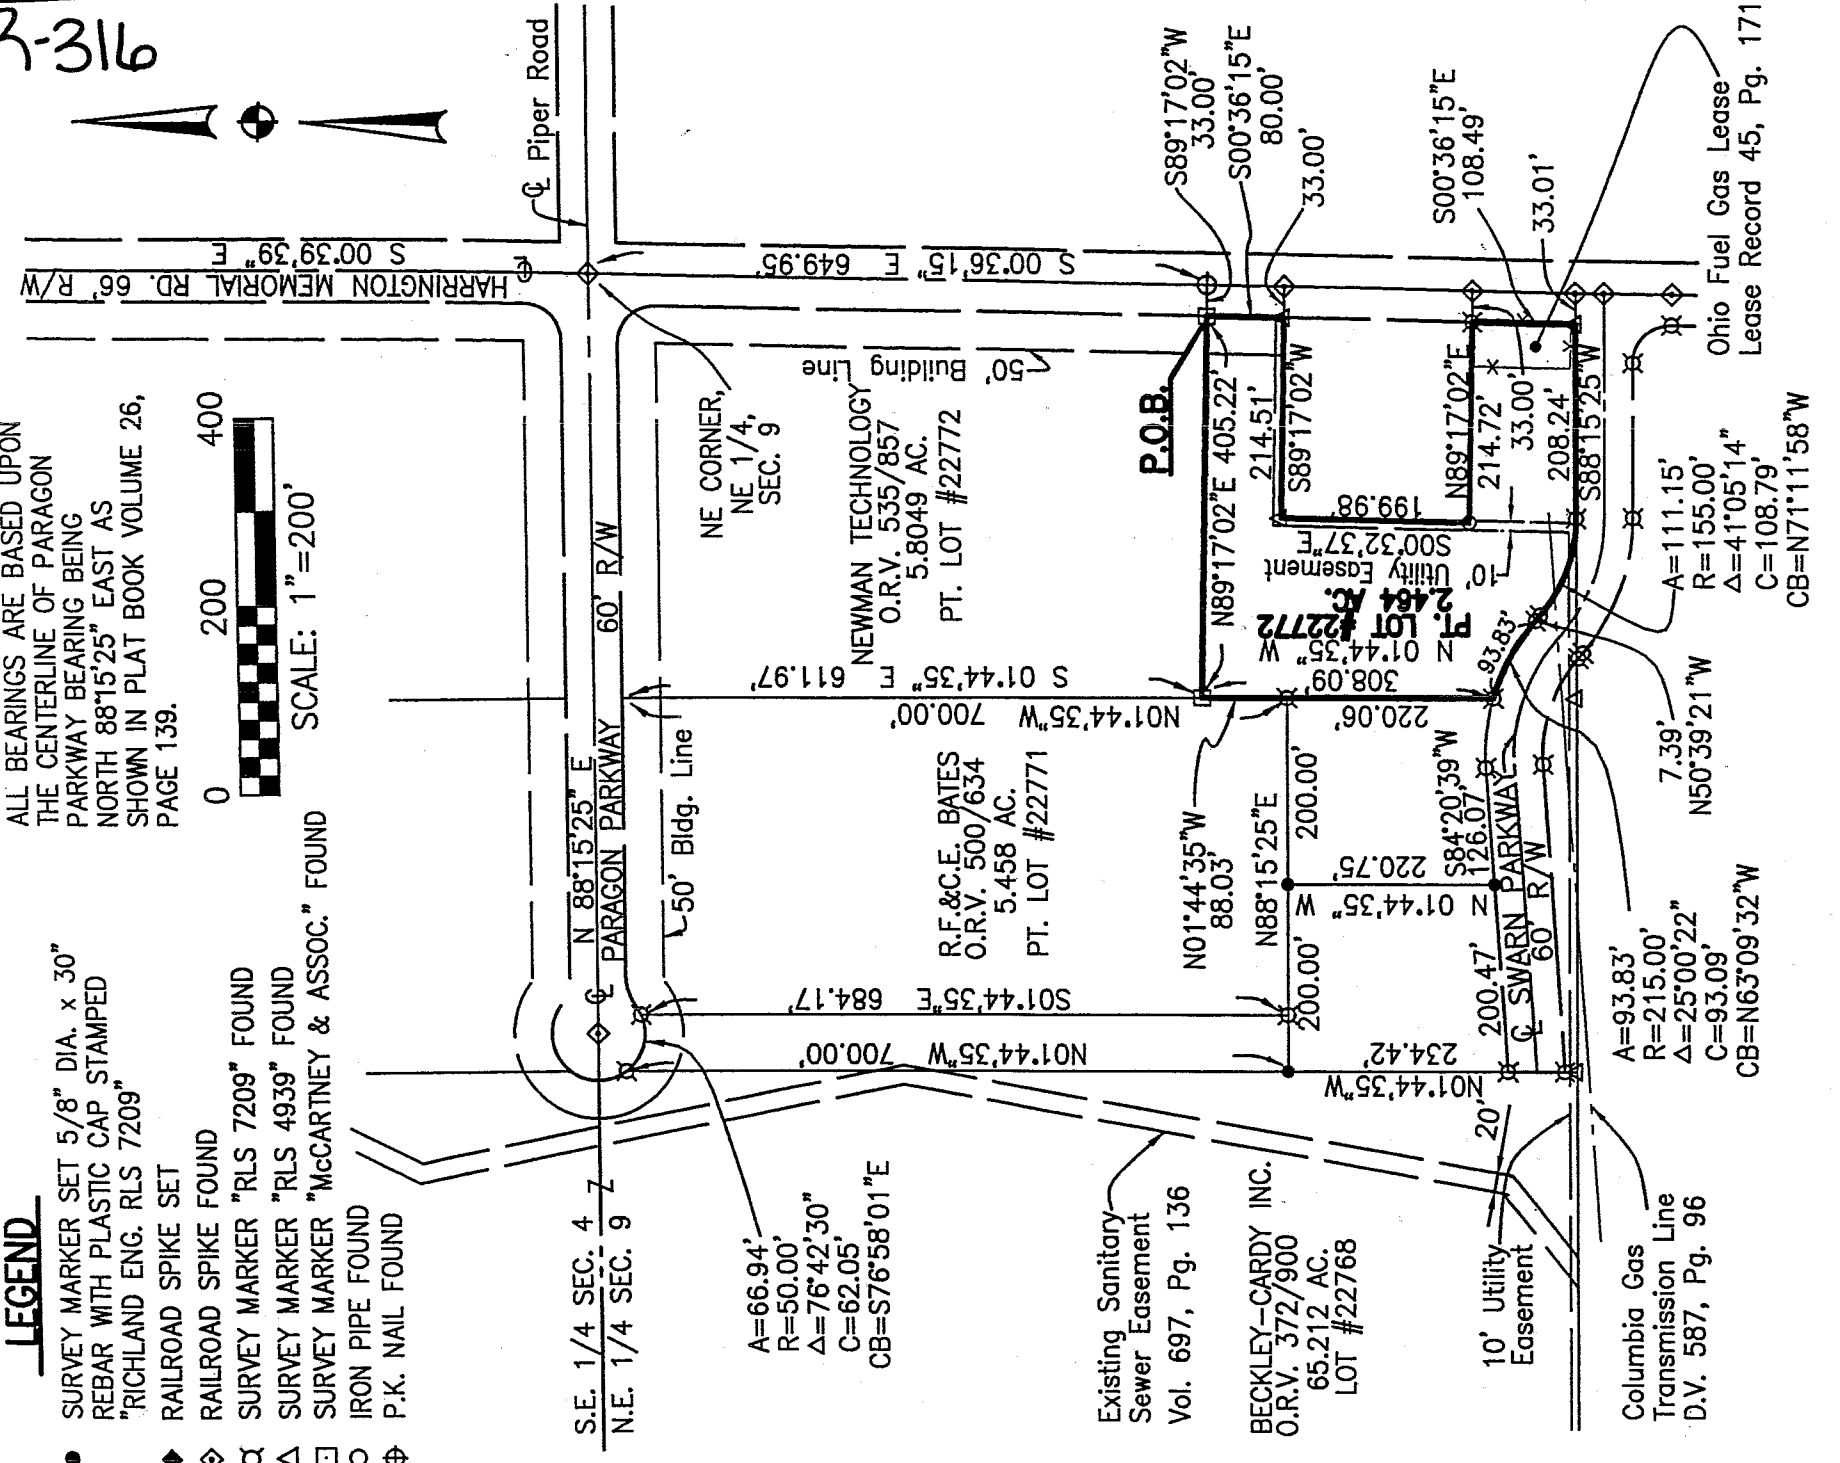 R-316
ALL BEARINGS ARE BASED UPON
THE CENTERLINE OF PARAGON
PARKWAY BEARING BEING
NORTH 88°15'25" EAST AS
SHOWN IN PLAT BOOK VOLUME 26,
PAGE 139.
0 200 400
SCALE: 1"=200'
LEGEND
SURVEY MARKER SET 5/8" DIA. x 30"
REBAR WITH PLASTIC CAP STAMPED
"RICHLAND ENG. RLS 7209"
RAILROAD SPIKE SET
RAILROAD SPIKE FOUND
SURVEY MARKER "RLS 7209" FOUND
SURVEY MARKER "RLS 4939" FOUND
SURVEY MARKER "McCARTNEY & ASSOC." FOUND
IRON PIPE FOUND
P.K. NAIL FOUND
℄ Piper Road
S 00°39'39" E
HARRINGTON MEMORIAL RD. 66' R/W
℄
S 00°36'15" E 649.95'
50' Building Line
NE CORNER,
NE 1/4,
SEC. 9
NEWMAN TECHNOLOGY
O.R.V. 535/857
5.8049 AC.
PT. LOT #22772
N 88°15'25" E 60' R/W
PARAGON PARKWAY
℄
50' Bldg. Line
S 01°44'35" E 611.97'
N01°44'35"W 700.00'
R.F.&C.E. BATES
O.R.V. 500/634
5.458 AC.
PT. LOT #22771
S01°44'35"E 684.17'
N01°44'35"W 700.00'
S.E. 1/4 SEC. 4
N.E. 1/4 SEC. 9
Z
A=66.94'
R=50.00'
Δ=76°42'30"
C=62.05'
CB=S76°58'01"E
P.O.B.
S89°17'02"W
33.00'
S00°36'15"E
80.00'
33.00'
S00°36'15"E
108.49'
33.01'
N89°17'02"E 405.22'
214.51'
S89°17'02"W
199.98'
S00°32'37"E
10' Utility Easement
N89°17'02"E
214.72'
33.00'
208.24'
S88°15'25"W
PT. LOT #22772
2.464 AC.
N 01°44'35" W
308.09'
220.06'
93.83'
N01°44'35"W
88.03'
N88°15'25"E
200.00'
200.00'
220.75'
N 01°44'35" W
S84°20'39"W
126.07'
200.47'
℄ SWARN PARKWAY
60' R/W
234.42'
N01°44'35"W
20'
7.39'
N50°39'21"W
A=111.15'
R=155.00'
Δ=41°05'14"
C=108.79'
CB=N71°11'58"W
A=93.83'
R=215.00'
Δ=25°00'22"
C=93.09'
CB=N63°09'32"W
Ohio Fuel Gas Lease
Lease Record 45, Pg. 171
Existing Sanitary
Sewer Easement
Vol. 697, Pg. 136
BECKLEY-CARDY INC.
O.R.V. 372/900
65.212 AC.
LOT #22768
10' Utility
Easement
Columbia Gas
Transmission Line
D.V. 587, Pg. 96